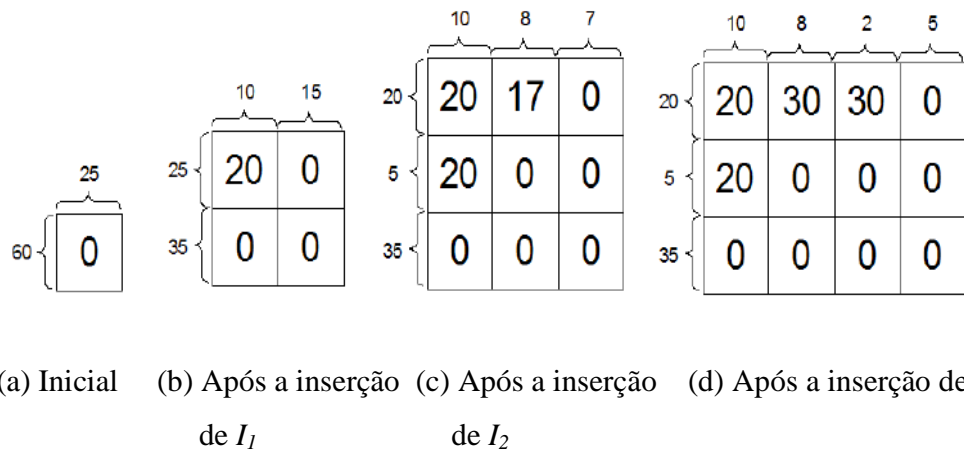 25
60
0
10 15
25 20 0
35 0 0
10 8 7
20 20 17 0
5 20 0 0
35 0 0 0
10 8 2 5
20 20 30 30 0
5 20 0 0 0
35 0 0 0 0
(a) Inicial
(b) Após a inserção
de I1
(c) Após a inserção
de I2
(d) Após a inserção de